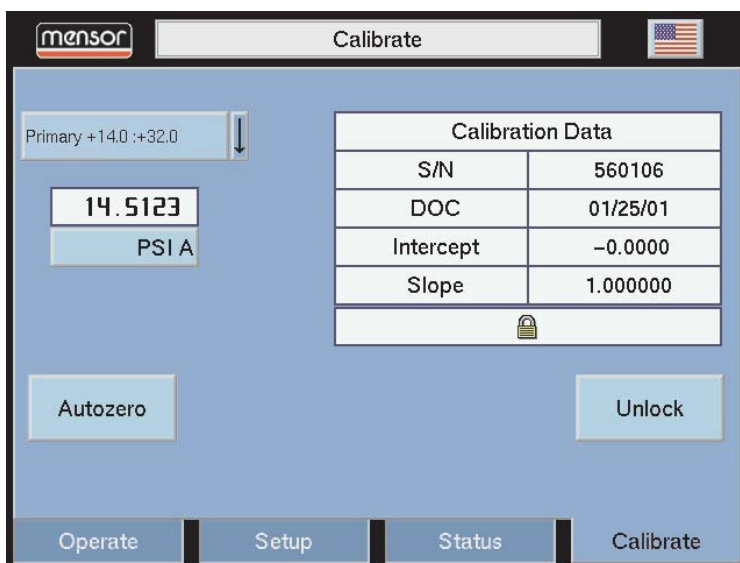 mensor
Calibrate
Primary +14.0 :+32.0
14.5123
PSI A
Calibration Data
S/N 560106
DOC 01/25/01
Intercept −0.0000
Slope 1.000000
Autozero
Unlock
Operate Setup Status Calibrate